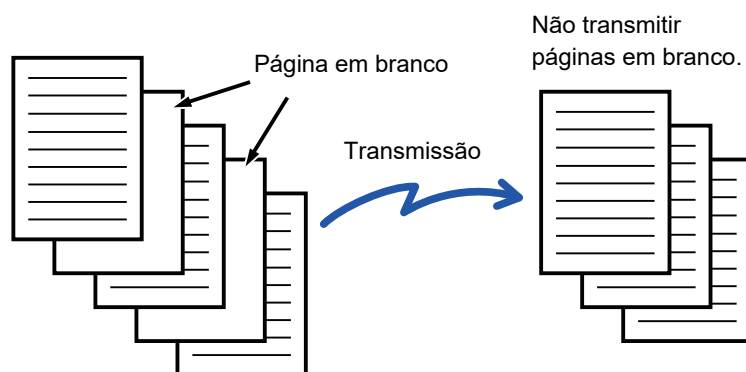 Não transmitir
páginas em branco.
Página em branco
Transmissão